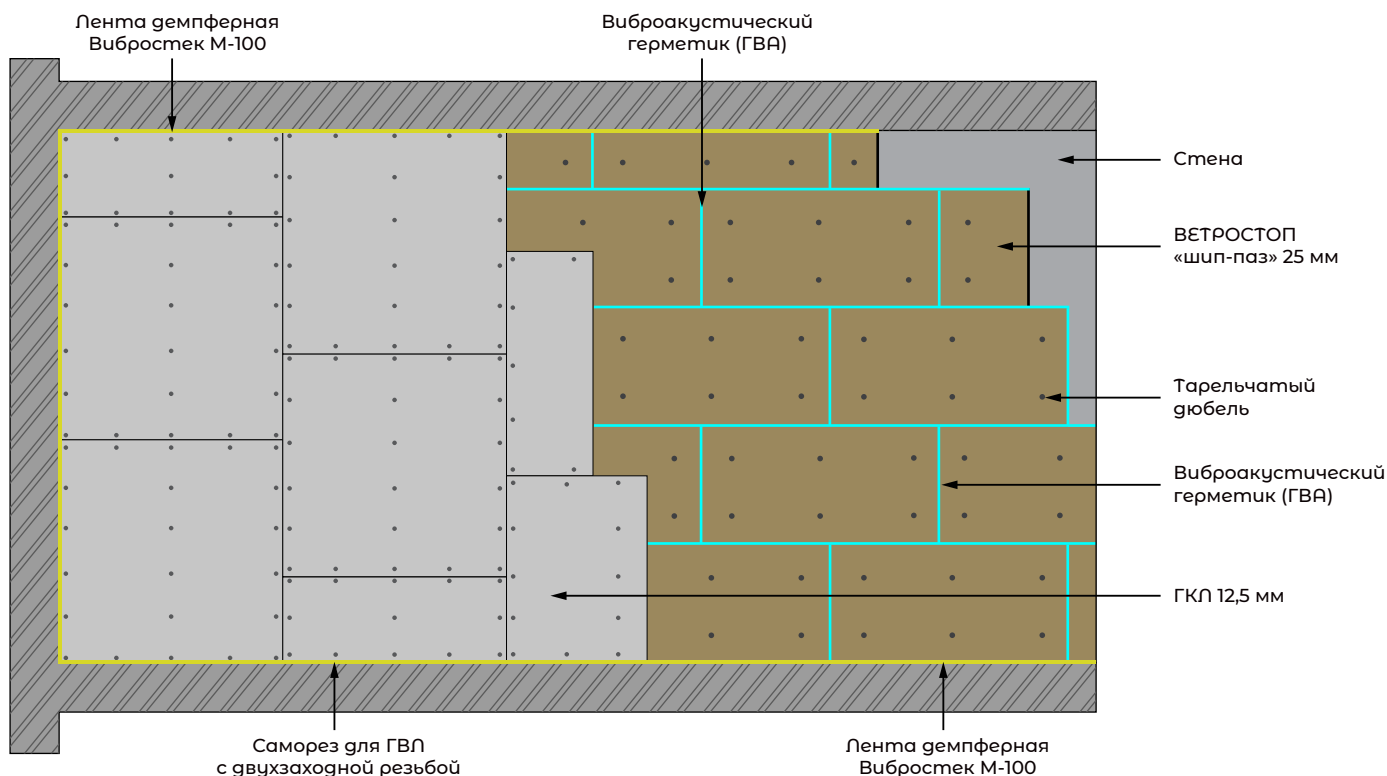 Лента демпферная
Вибростек М-100
Виброакустический
герметик (ГВА)
Стена
ВЕТРОСТОП
«шип-паз» 25 мм
Тарельчатый
дюбель
Виброакустический
герметик (ГВА)
ГКЛ 12,5 мм
Саморез для ГВЛ
с двухзаходной резьбой
Лента демпферная
Вибростек М-100